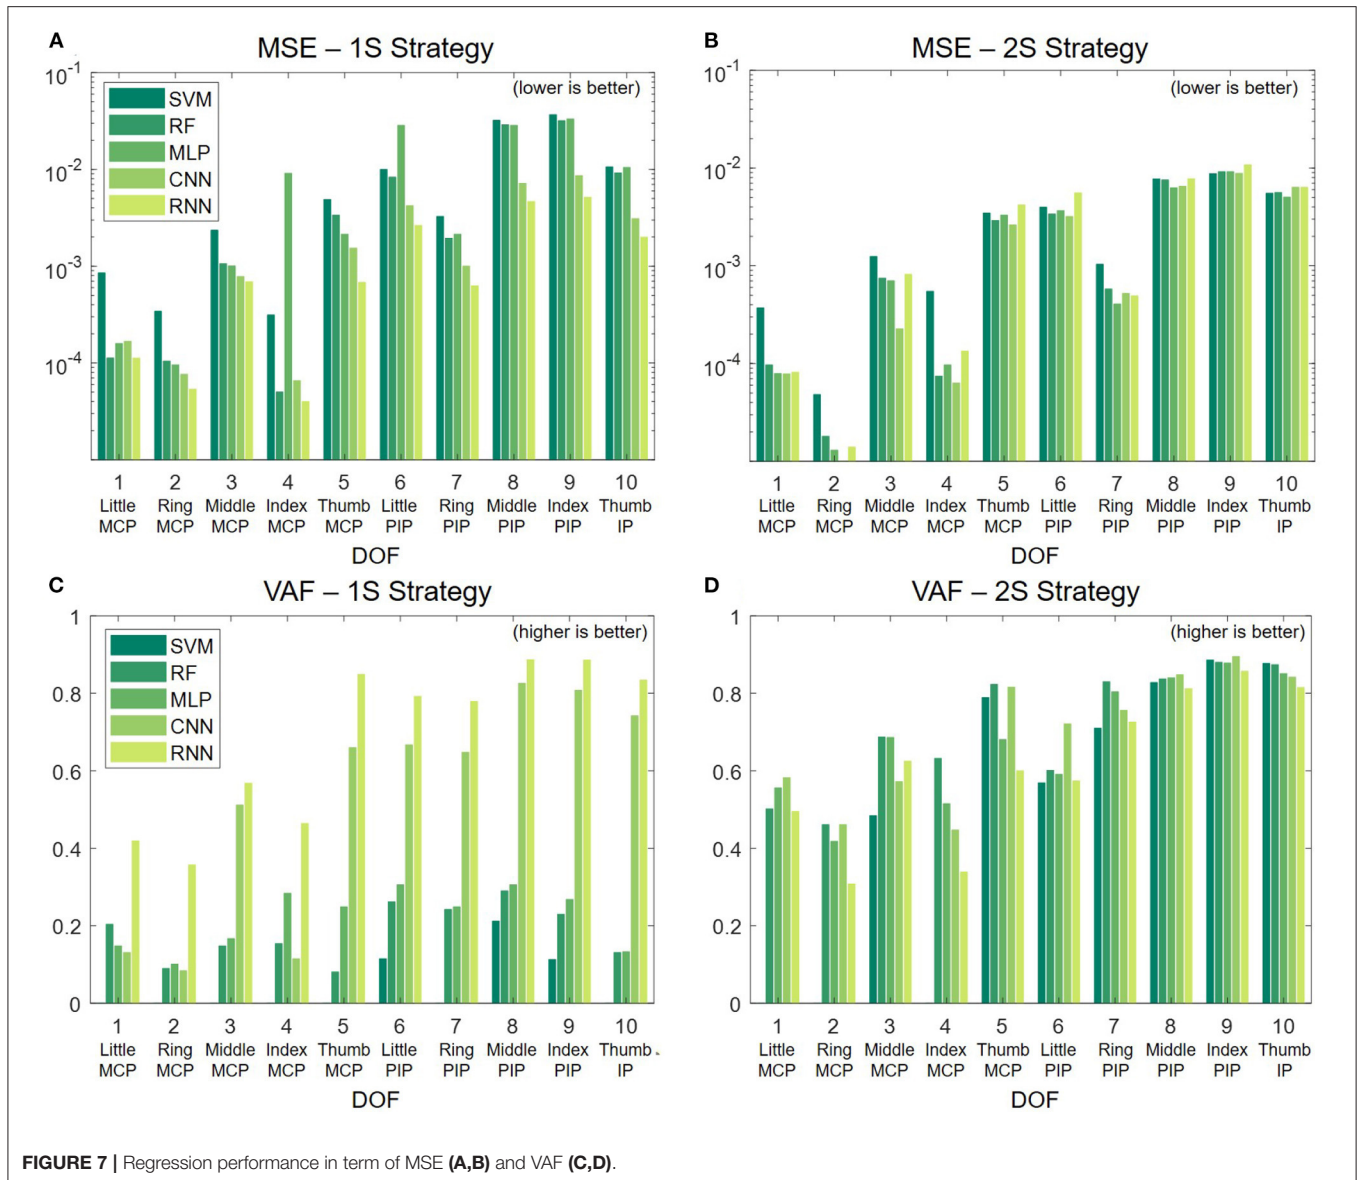 A
MSE – 1S Strategy
(lower is better)
10-1
10-2
10-3
10-4
SVM
RF
MLP
CNN
RNN
1 2 3 4 5 6 7 8 9 10
Little Ring Middle Index Thumb Little Ring Middle Index Thumb
MCP MCP MCP MCP MCP PIP PIP PIP PIP IP
DOF
B
MSE – 2S Strategy
(lower is better)
10-1
10-2
10-3
10-4
1 2 3 4 5 6 7 8 9 10
Little Ring Middle Index Thumb Little Ring Middle Index Thumb
MCP MCP MCP MCP MCP PIP PIP PIP PIP IP
DOF
C
VAF – 1S Strategy
(higher is better)
1
0.8
0.6
0.4
0.2
0
SVM
RF
MLP
CNN
RNN
1 2 3 4 5 6 7 8 9 10
Little Ring Middle Index Thumb Little Ring Middle Index Thumb
MCP MCP MCP MCP MCP PIP PIP PIP PIP IP
DOF
D
VAF – 2S Strategy
(higher is better)
1
0.8
0.6
0.4
0.2
0
1 2 3 4 5 6 7 8 9 10
Little Ring Middle Index Thumb Little Ring Middle Index Thumb
MCP MCP MCP MCP MCP PIP PIP PIP PIP IP
DOF
FIGURE 7 | Regression performance in term of MSE (A,B) and VAF (C,D).